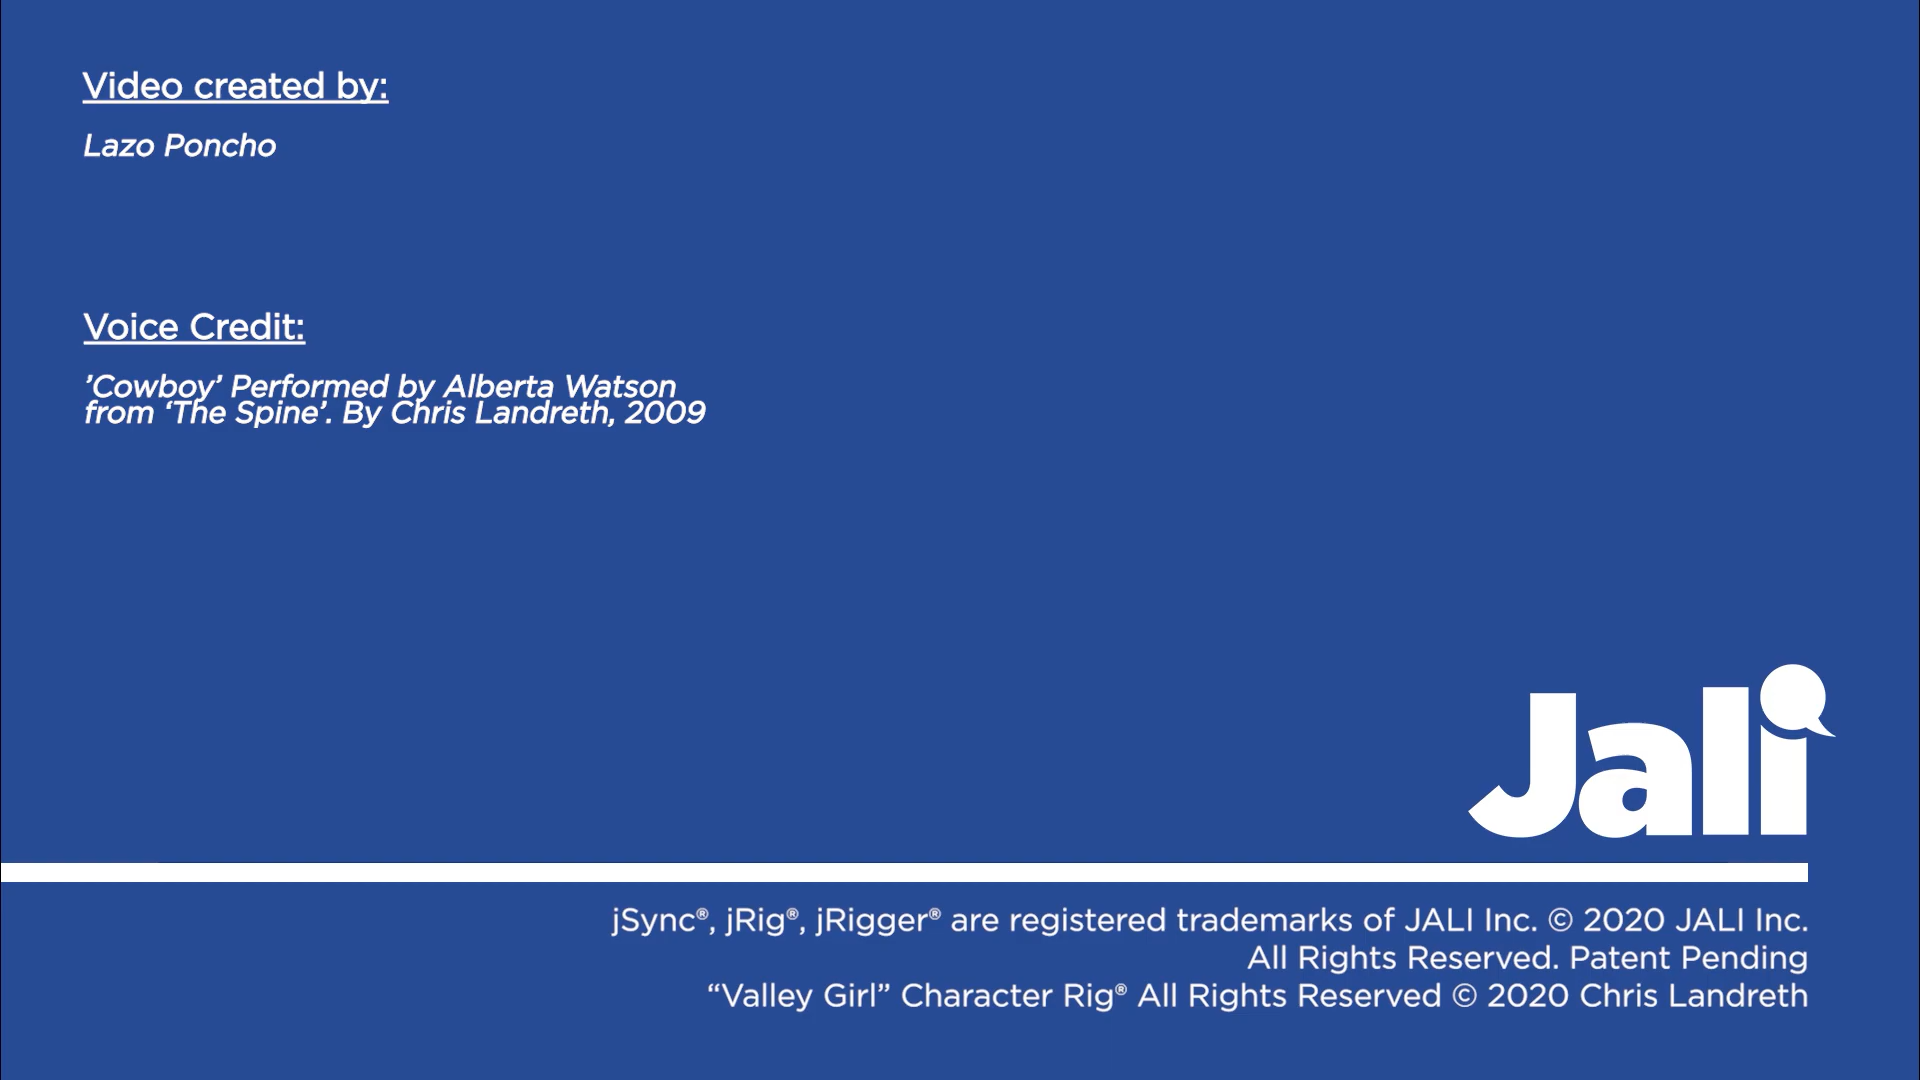 Video created by:
Lazo Poncho
Voice Credit:
’Cowboy’ Performed by Alberta Watson
from ‘The Spine’. By Chris Landreth, 2009
Jali
jSync®, jRig®, jRigger® are registered trademarks of JALI Inc. © 2020 JALI Inc.
All Rights Reserved. Patent Pending
“Valley Girl” Character Rig® All Rights Reserved © 2020 Chris Landreth